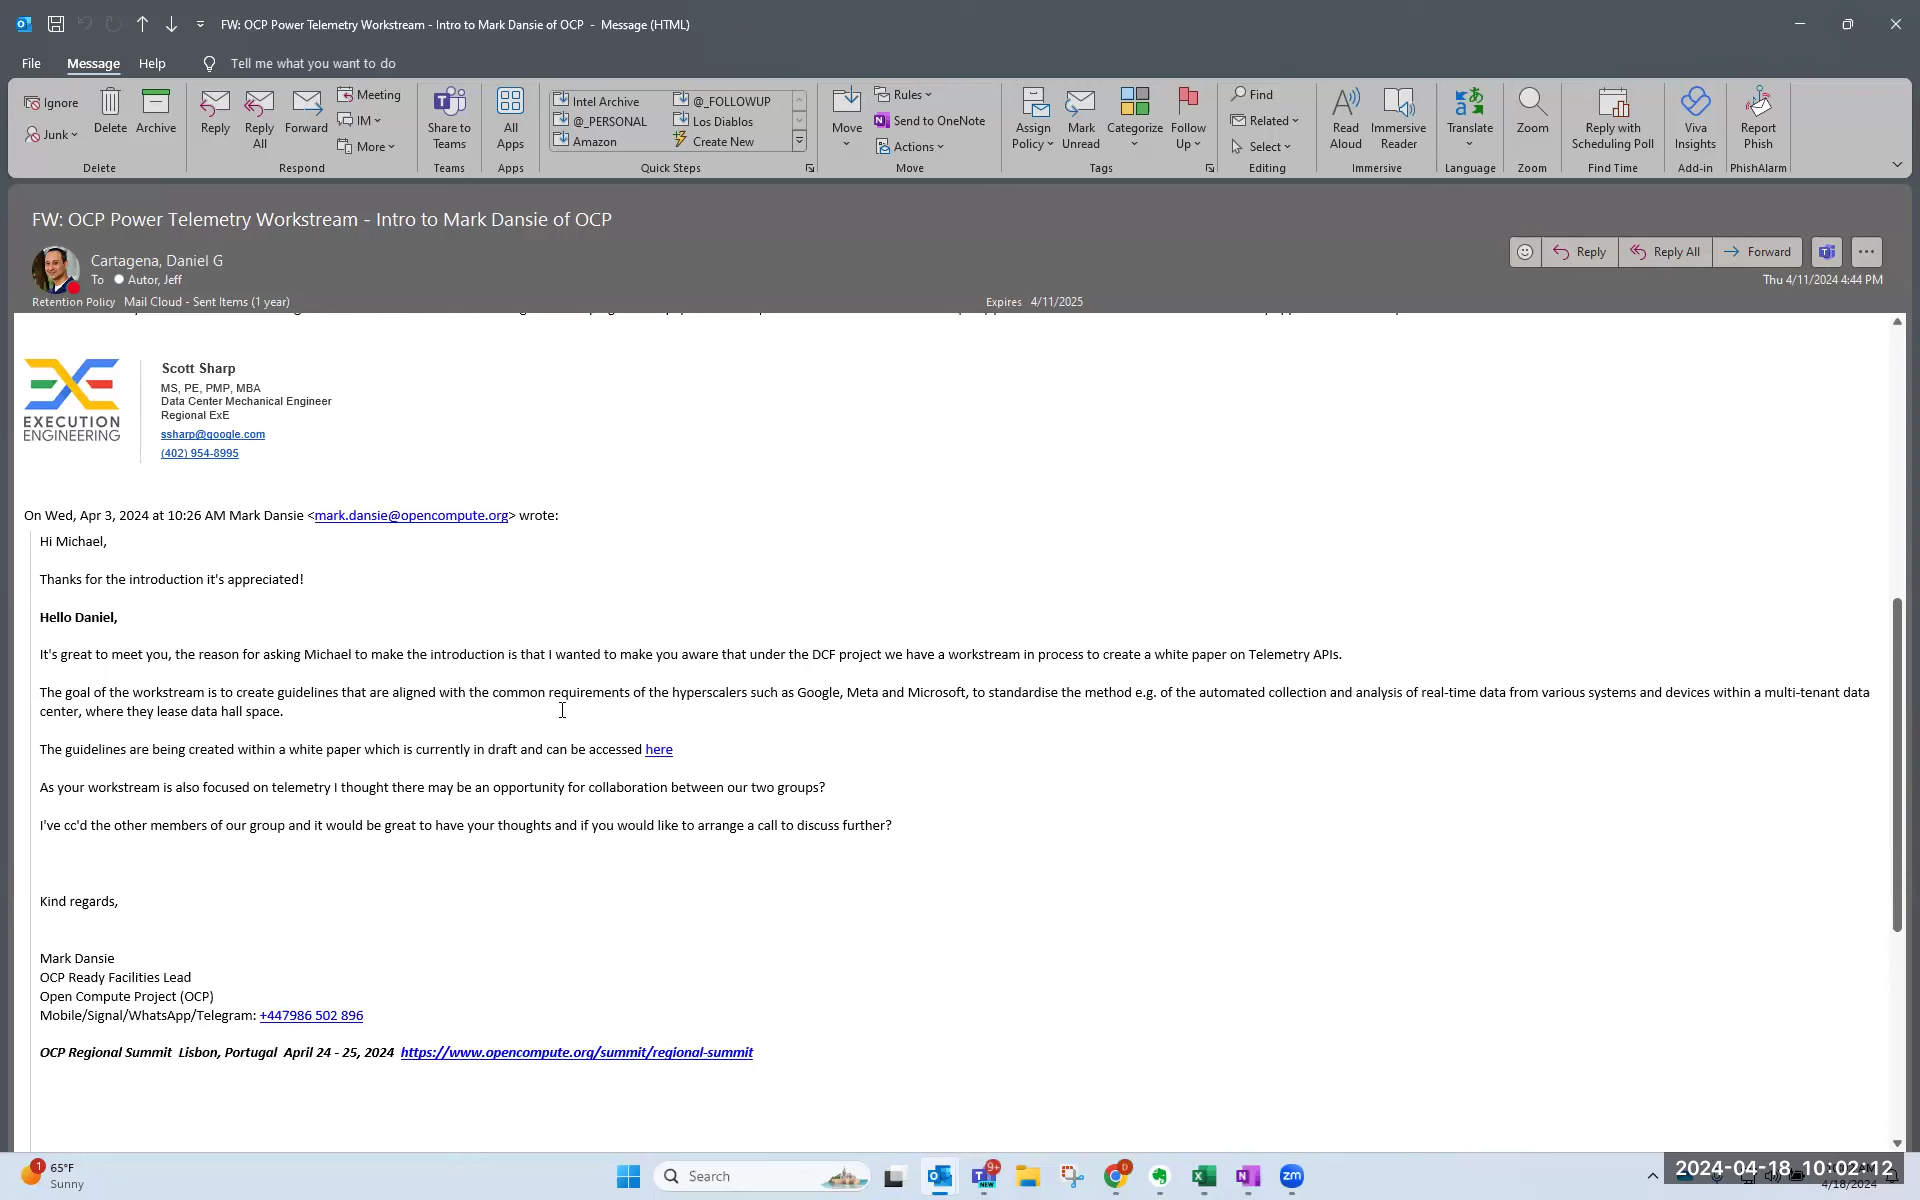 FW: OCP Power Telemetry Workstream - Intro to Mark Dansie of OCP - Message (HTML)
File Message Help Tell me what you want to do
Ignore
Junk
Delete
Archive
Delete
Reply
Reply All
Forward
Meeting
IM
More
Respond
Share to Teams
Teams
All Apps
Apps
Intel Archive @_FOLLOWUP
@_PERSONAL Los Diablos
Amazon Create New
Quick Steps
Move
Rules
Send to OneNote
Actions
Move
Assign Policy
Mark Unread
Categorize
Follow Up
Tags
Find
Related
Select
Editing
Read Aloud
Immersive Reader
Immersive
Translate
Language
Zoom
Zoom
Reply with Scheduling Poll
Find Time
Viva Insights
Add-in
Report Phish
PhishAlarm
FW: OCP Power Telemetry Workstream - Intro to Mark Dansie of OCP
Cartagena, Daniel G
To Autor, Jeff
Reply Reply All Forward
Thu 4/11/2024 4:44 PM
Retention Policy Mail Cloud - Sent Items (1 year) Expires 4/11/2025
EXECUTION
ENGINEERING
Scott Sharp
MS, PE, PMP, MBA
Data Center Mechanical Engineer
Regional ExE
ssharp@google.com
(402) 954-8995
On Wed, Apr 3, 2024 at 10:26 AM Mark Dansie <mark.dansie@opencompute.org> wrote:
Hi Michael,
Thanks for the introduction it's appreciated!
Hello Daniel,
It's great to meet you, the reason for asking Michael to make the introduction is that I wanted to make you aware that under the DCF project we have a workstream in process to create a white paper on Telemetry APIs.
The goal of the workstream is to create guidelines that are aligned with the common requirements of the hyperscalers such as Google, Meta and Microsoft, to standardise the method e.g. of the automated collection and analysis of real-time data from various systems and devices within a multi-tenant data
center, where they lease data hall space.
The guidelines are being created within a white paper which is currently in draft and can be accessed here
As your workstream is also focused on telemetry I thought there may be an opportunity for collaboration between our two groups?
I've cc'd the other members of our group and it would be great to have your thoughts and if you would like to arrange a call to discuss further?
Kind regards,
Mark Dansie
OCP Ready Facilities Lead
Open Compute Project (OCP)
Mobile/Signal/WhatsApp/Telegram: +447986 502 896
OCP Regional Summit Lisbon, Portugal April 24 - 25, 2024 https://www.opencompute.org/summit/regional-summit
1
65°F
Sunny
Search
9+
NEW
D
zm
2024-04-18 10:02:12
4/18/2024